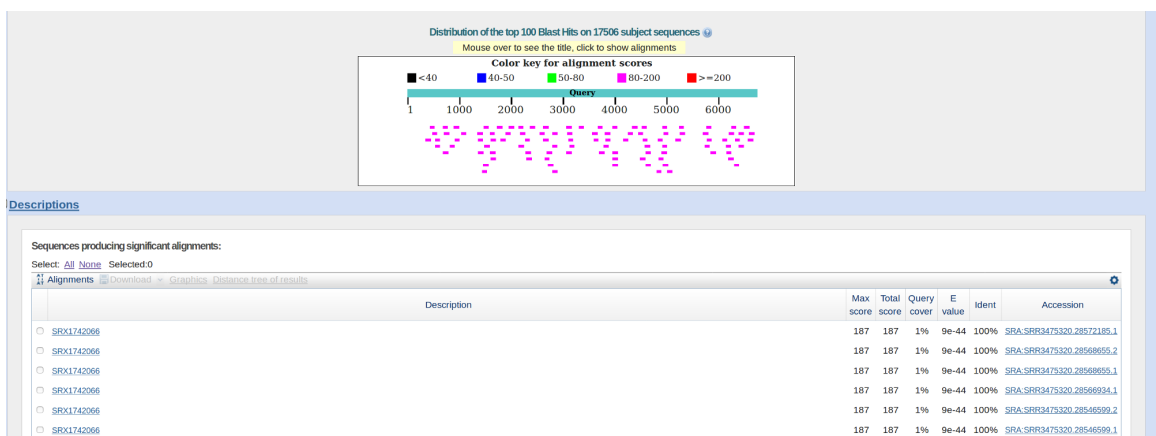 Distribution of the top 100 Blast Hits on 17506 subject sequences
Mouse over to see the title, click to show alignments
Color key for alignment scores
<40 40-50 50-80 80-200 >=200
Query
1 1000 2000 3000 4000 5000 6000
Descriptions
Sequences producing significant alignments:
Select: All None Selected:0
Alignments Download Graphics Distance tree of results
Description Max score Total score Query cover E value Ident Accession
SRX1742066 187 187 1% 9e-44 100% SRA:SRR3475320.28572185.1
SRX1742066 187 187 1% 9e-44 100% SRA:SRR3475320.28568655.2
SRX1742066 187 187 1% 9e-44 100% SRA:SRR3475320.28568655.1
SRX1742066 187 187 1% 9e-44 100% SRA:SRR3475320.28566934.1
SRX1742066 187 187 1% 9e-44 100% SRA:SRR3475320.28546599.2
SRX1742066 187 187 1% 9e-44 100% SRA:SRR3475320.28546599.1